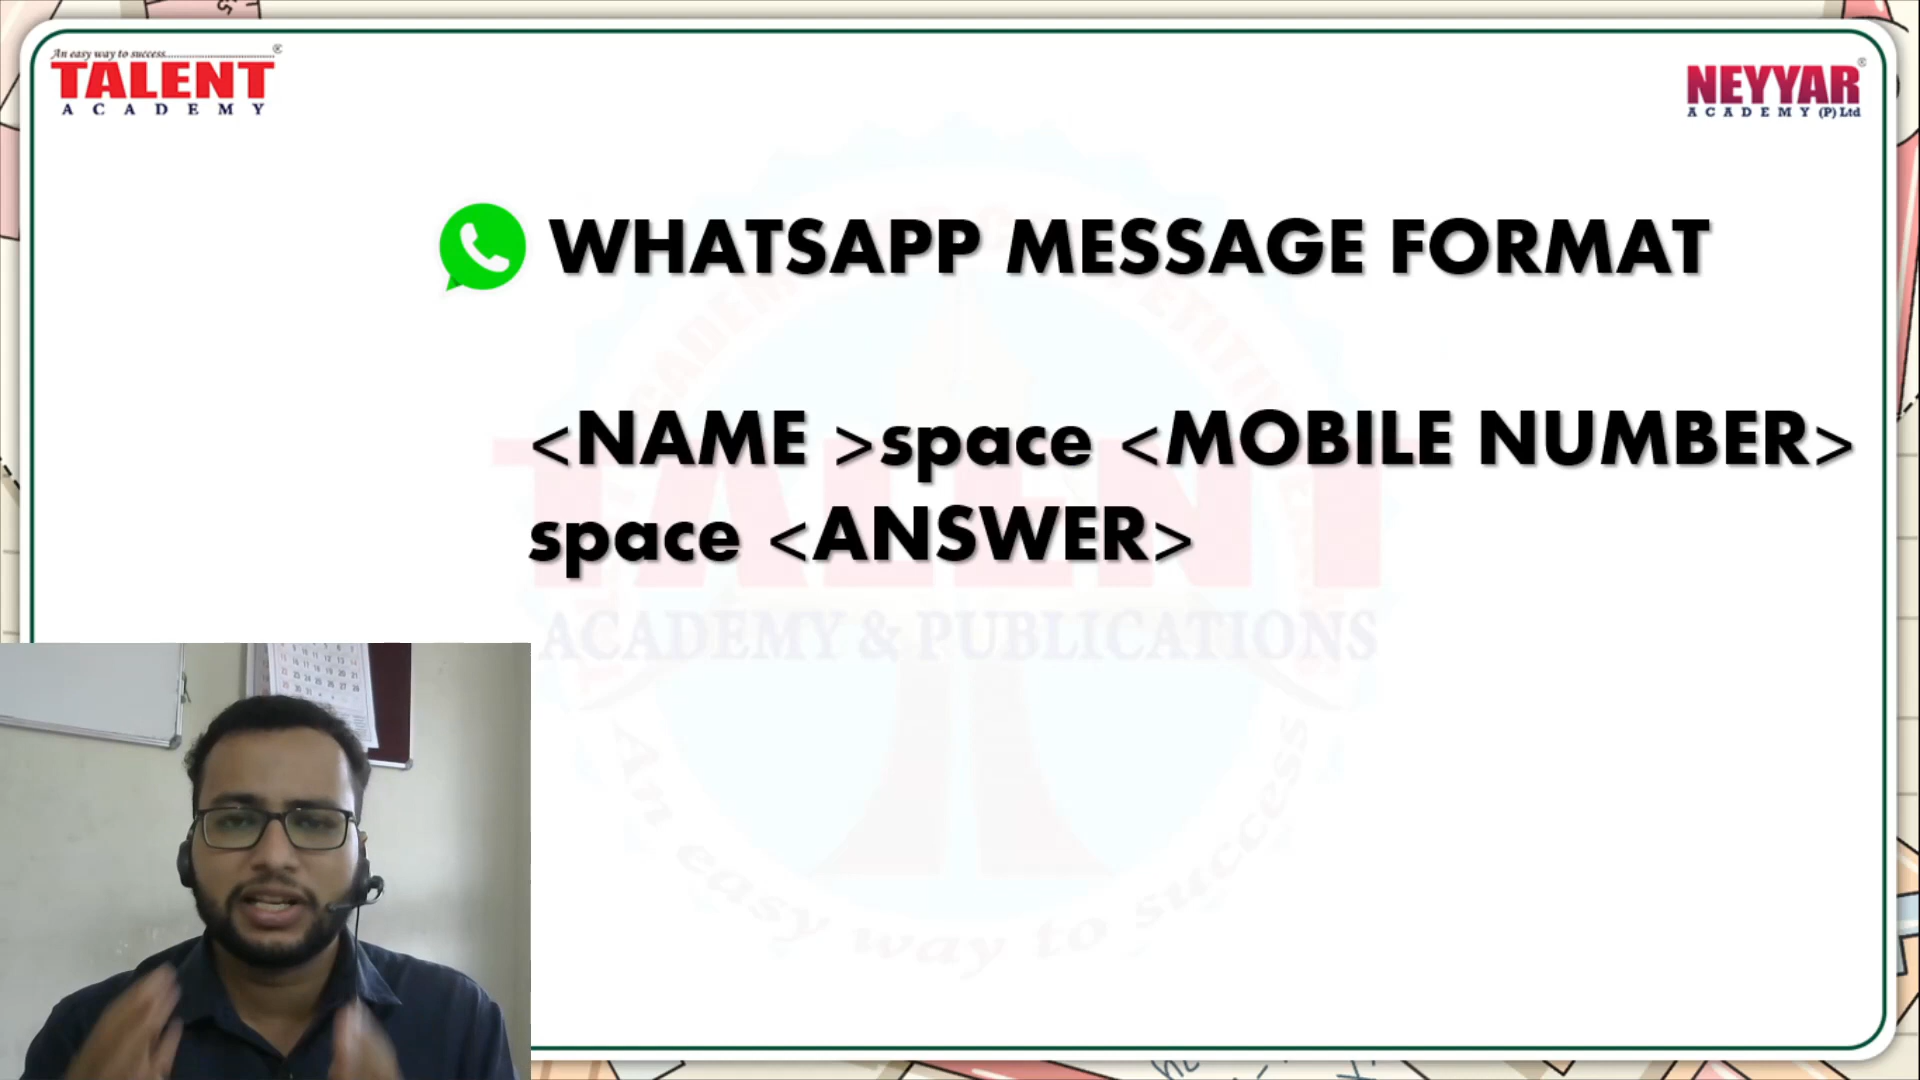 An easy way to success
TALENT
ACADEMY
NEYYAR
ACADEMY (P) Ltd
WHATSAPP MESSAGE FORMAT
<NAME >space <MOBILE NUMBER>
space <ANSWER>
TALENT
ACADEMY & PUBLICATIONS
An easy way to success